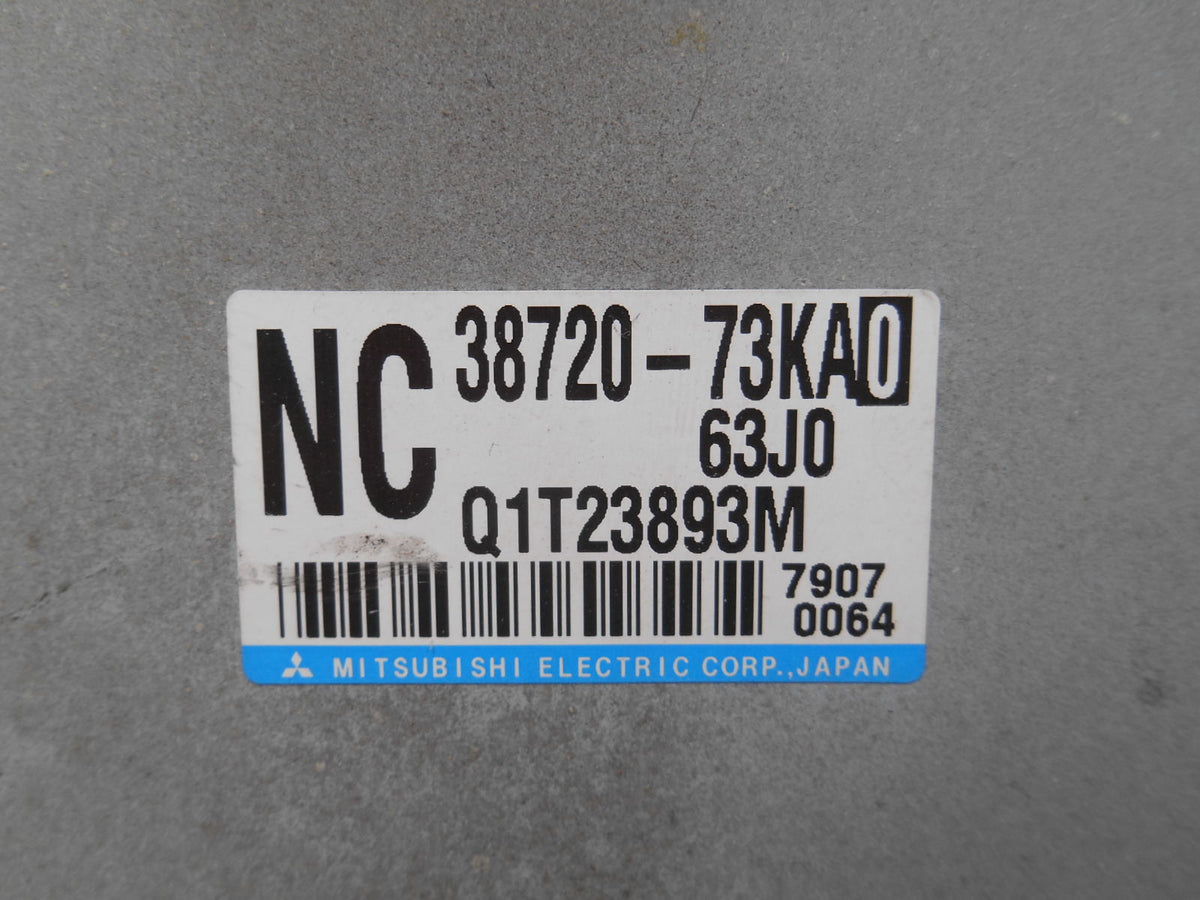 NC
38720-73KA0
63J0
Q1T23893M
7907
0064
MITSUBISHI ELECTRIC CORP.,JAPAN